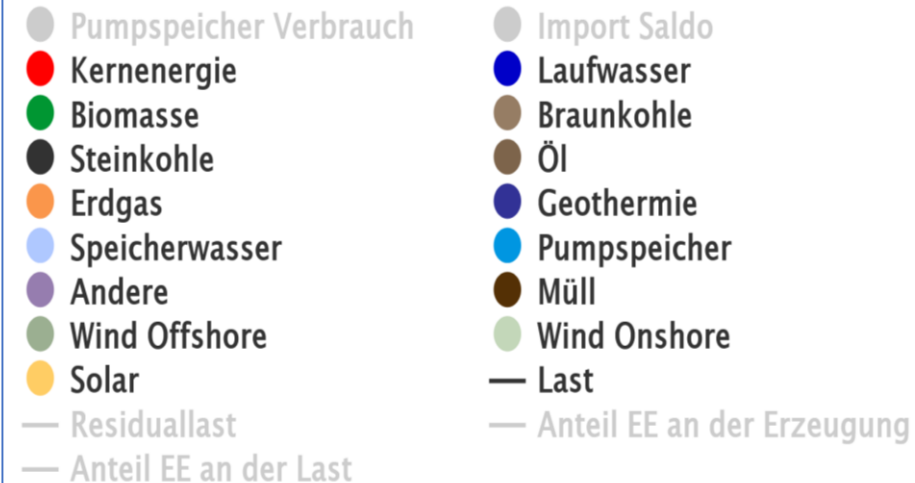 Pumpspeicher Verbrauch
Import Saldo
Kernenergie
Laufwasser
Biomasse
Braunkohle
Steinkohle
Öl
Erdgas
Geothermie
Speicherwasser
Pumpspeicher
Andere
Müll
Wind Offshore
Wind Onshore
Solar
Last
Residuallast
Anteil EE an der Erzeugung
Anteil EE an der Last